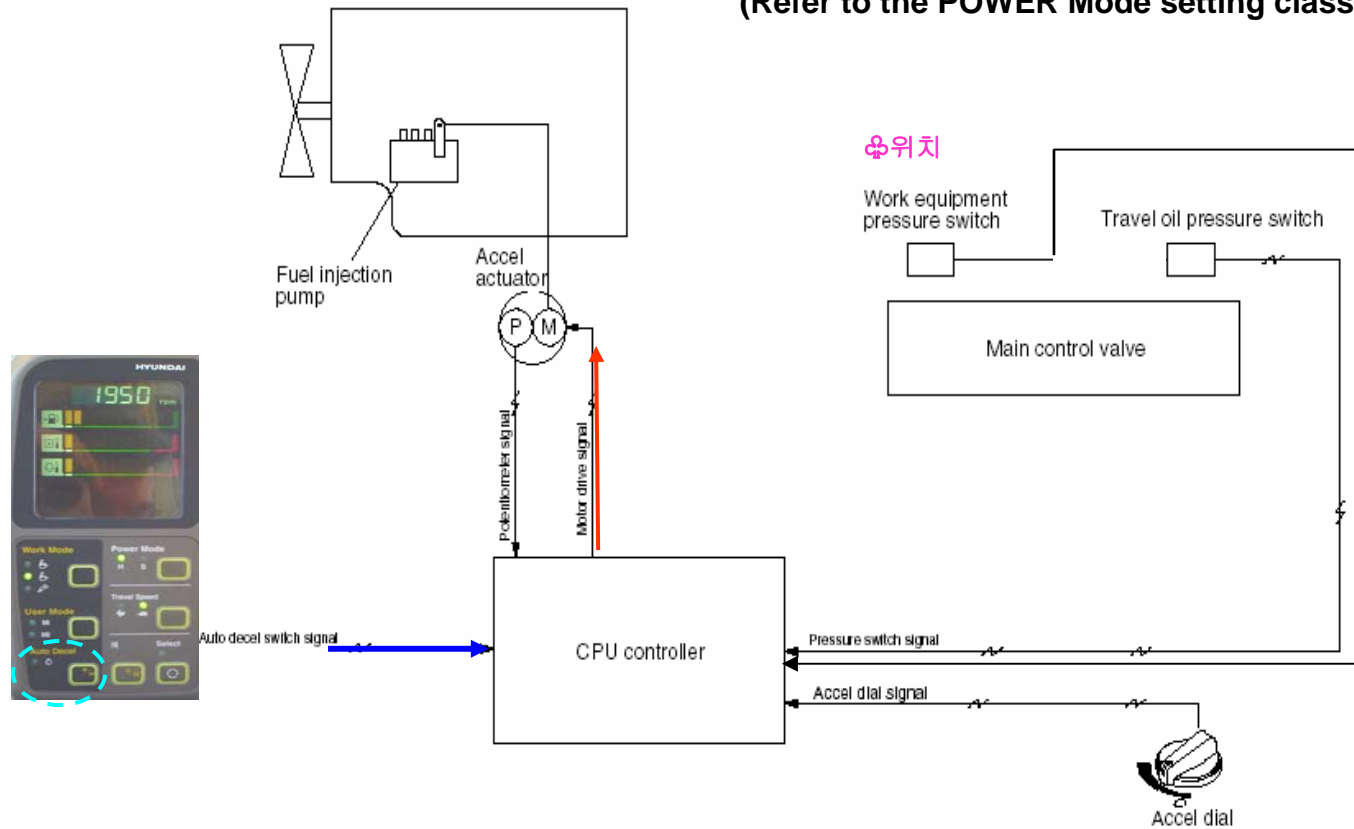 (Refer to the POWER Mode setting class
♧위치
Work equipment
pressure switch
Travel oil pressure switch
Main control valve
Fuel injection
pump
Accel
actuator
P
M
Potentiometer signal
Motor drive signal
HYUNDAI
1950 rpm
Work Mode
Power Mode
H S
User Mode
Travel Speed
Auto Decel
Select
Auto decel switch signal
CPU controller
Pressure switch signal
Accel dial signal
Accel dial